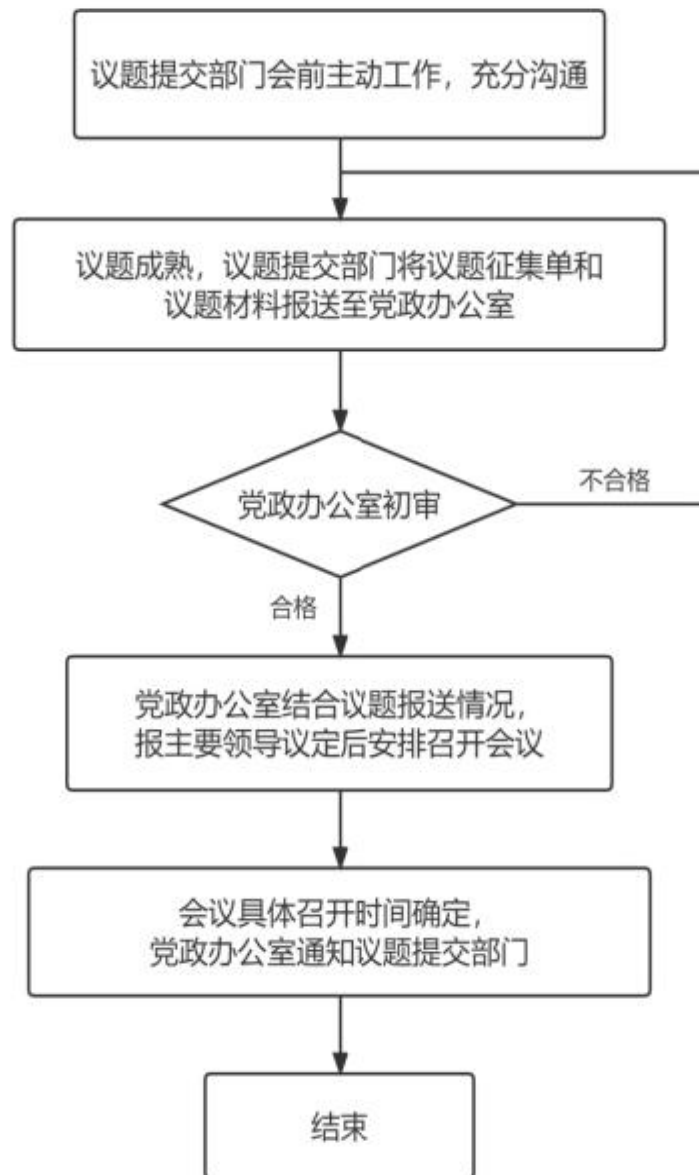 议题提交部门会前主动工作，充分沟通
议题成熟，议题提交部门将议题征集单和
议题材料报送至党政办公室
党政办公室初审
不合格
合格
党政办公室结合议题报送情况，
报主要领导议定后安排召开会议
会议具体召开时间确定，
党政办公室通知议题提交部门
结束